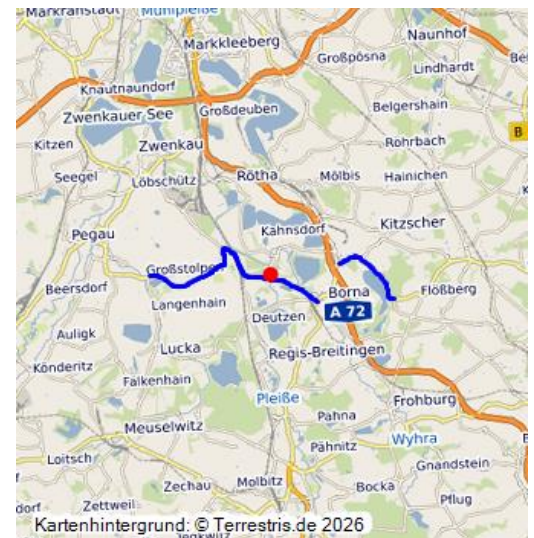 Markranstädt
Mühlpleiße
Markkleeberg
Naunhof
Großpösna
Lindhardt
Knautnaundorf
Großdeuben
Belgershain
Zwenkauer See
B
Kitzen
Zwenkau
Rohrbach
Seegel
Löbschütz
Rötha
Mölbis
Hainichen
Pegau
Kahnsdorf
Kitzscher
Großstolpen
Beersdorf
Borna
Flößberg
Langenhain
A 72
Deutzen
Auligk
Lucka
Regis-Breitingen
Könderitz
Falkenhain
Pleiße
Frohburg
Meuselwitz
Pahna
Wyhra
Pähnitz
Loitsch
Gnandstein
Zechau
Molbitz
Bocka
Pflug
Zettweil
Kartenhintergrund: © Terrestris.de 2026